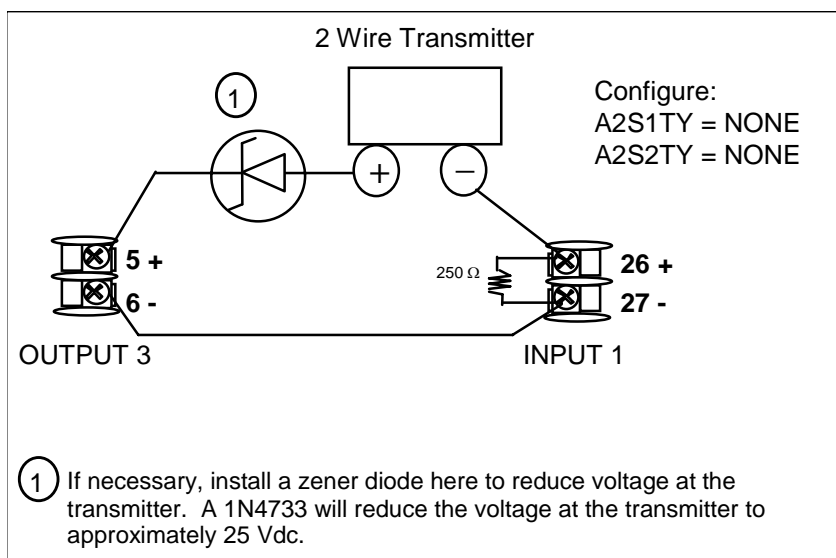 2 Wire Transmitter
1
Configure:
A2S1TY = NONE
A2S2TY = NONE
+ −
5 +
6 -
250 Ω
26 +
27 -
OUTPUT 3
INPUT 1
1 If necessary, install a zener diode here to reduce voltage at the
transmitter. A 1N4733 will reduce the voltage at the transmitter to
approximately 25 Vdc.